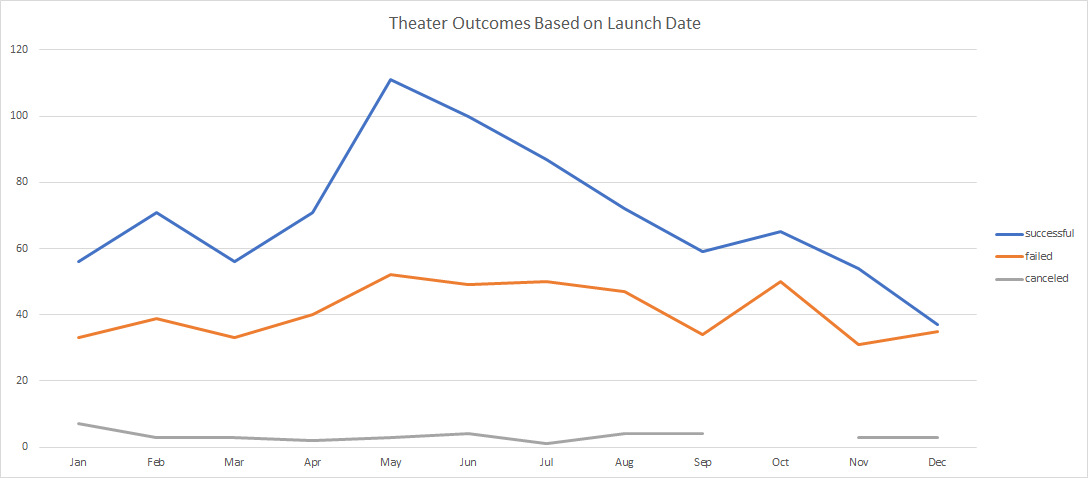 Theater Outcomes Based on Launch Date
120
100
80
60
40
20
0
Jan Feb Mar Apr May Jun Jul Aug Sep Oct Nov Dec
successful
failed
canceled